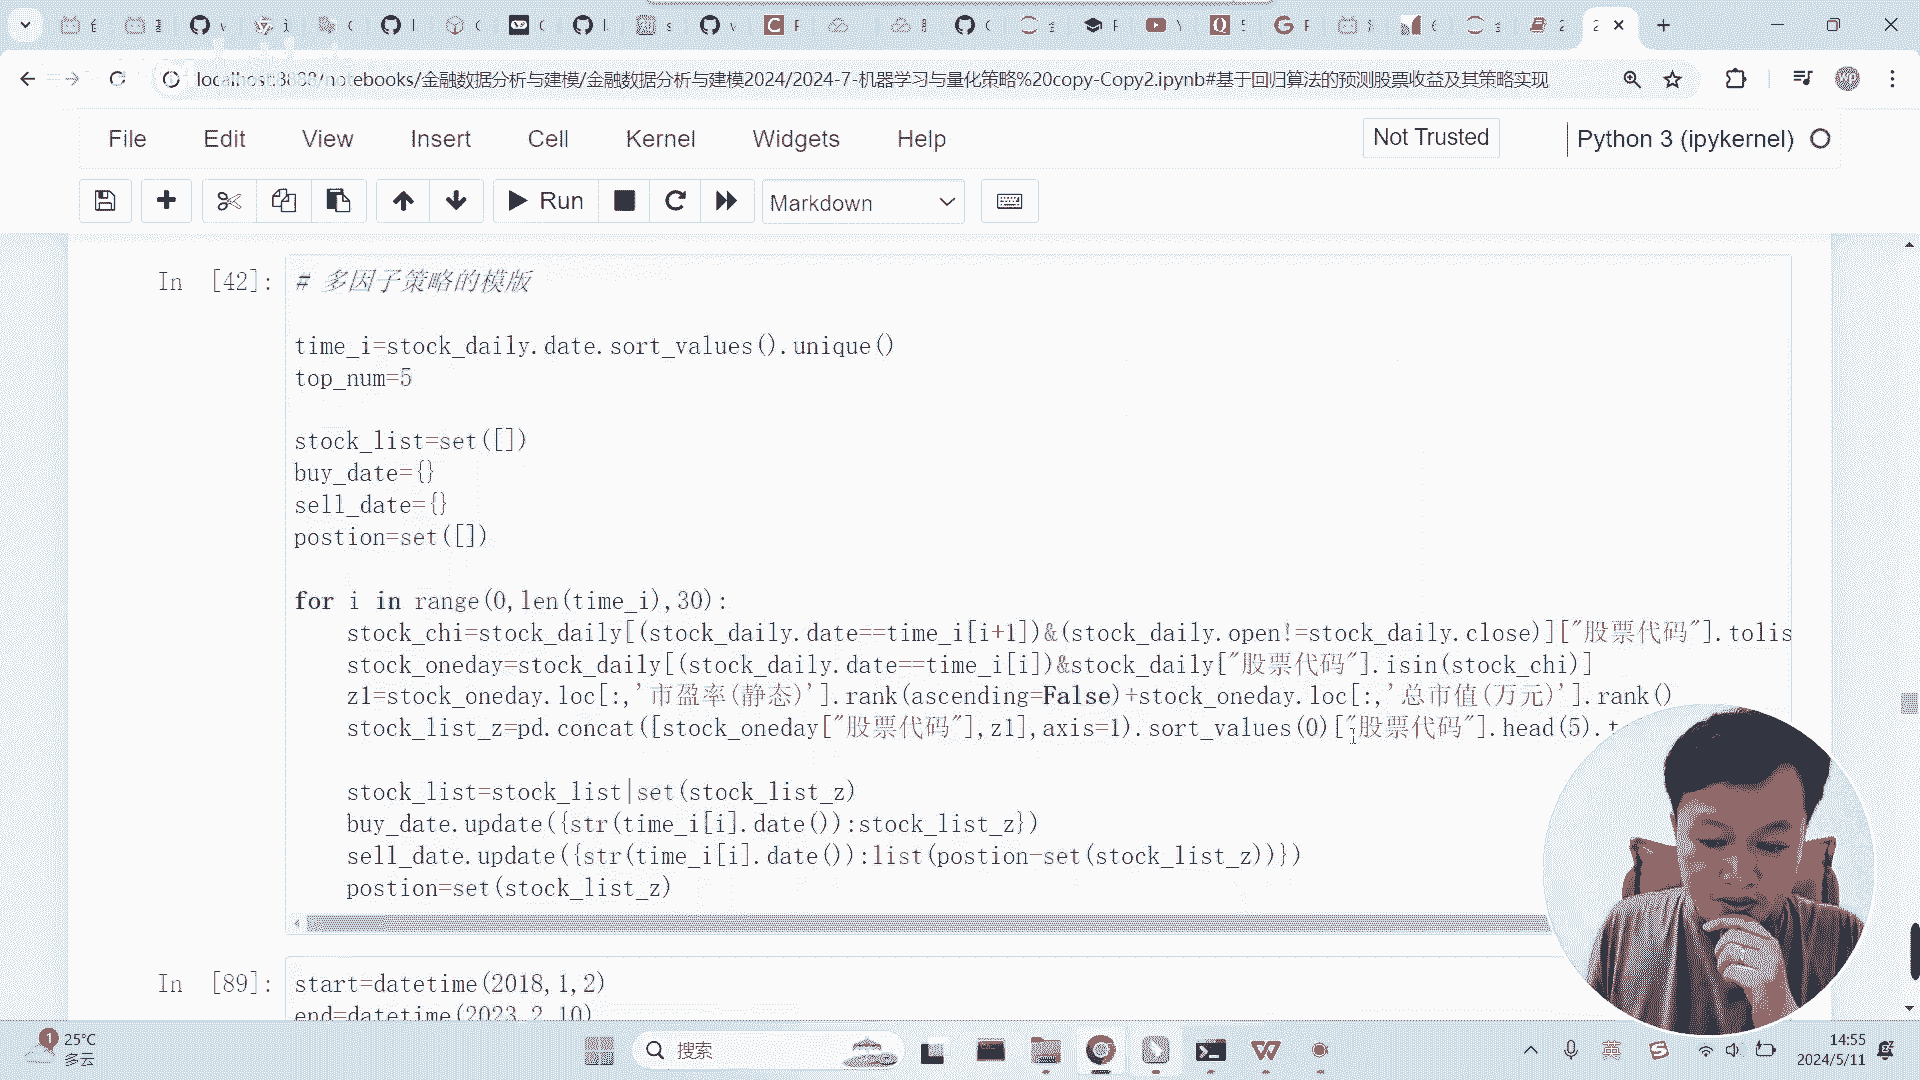 localhost:8888/notebooks/金融数据分析与建模/金融数据分析与建模2024/2024-7-机器学习与量化策略%20copy-Copy2.ipynb#基于回归算法的预测股票收益及其策略实现
File Edit View Insert Cell Kernel Widgets Help Not Trusted Python 3 (ipykernel)
Run Markdown
In [42]: # 多因子策略的模版
time_i=stock_daily.date.sort_values().unique()
top_num=5
stock_list=set([])
buy_date={}
sell_date={}
postion=set([])
for i in range(0,len(time_i),30):
stock_chi=stock_daily[(stock_daily.date==time_i[i+1])&(stock_daily.open!=stock_daily.close)]["股票代码"].tolis
stock_oneday=stock_daily[(stock_daily.date==time_i[i])&stock_daily["股票代码"].isin(stock_chi)]
z1=stock_oneday.loc[:,'市盈率(静态)'].rank(ascending=False)+stock_oneday.loc[:,'总市值(万元)'].rank()
stock_list_z=pd.concat([stock_oneday["股票代码"],z1],axis=1).sort_values(0)["股票代码"].head(5).t
stock_list=stock_list|set(stock_list_z)
buy_date.update({str(time_i[i].date()):stock_list_z})
sell_date.update({str(time_i[i].date()):list(postion-set(stock_list_z))})
postion=set(stock_list_z)
In [89]: start=datetime(2018,1,2)
end=datetime(2023,2,10)
1 25°C
多云
搜索
英
14:55
2024/5/11